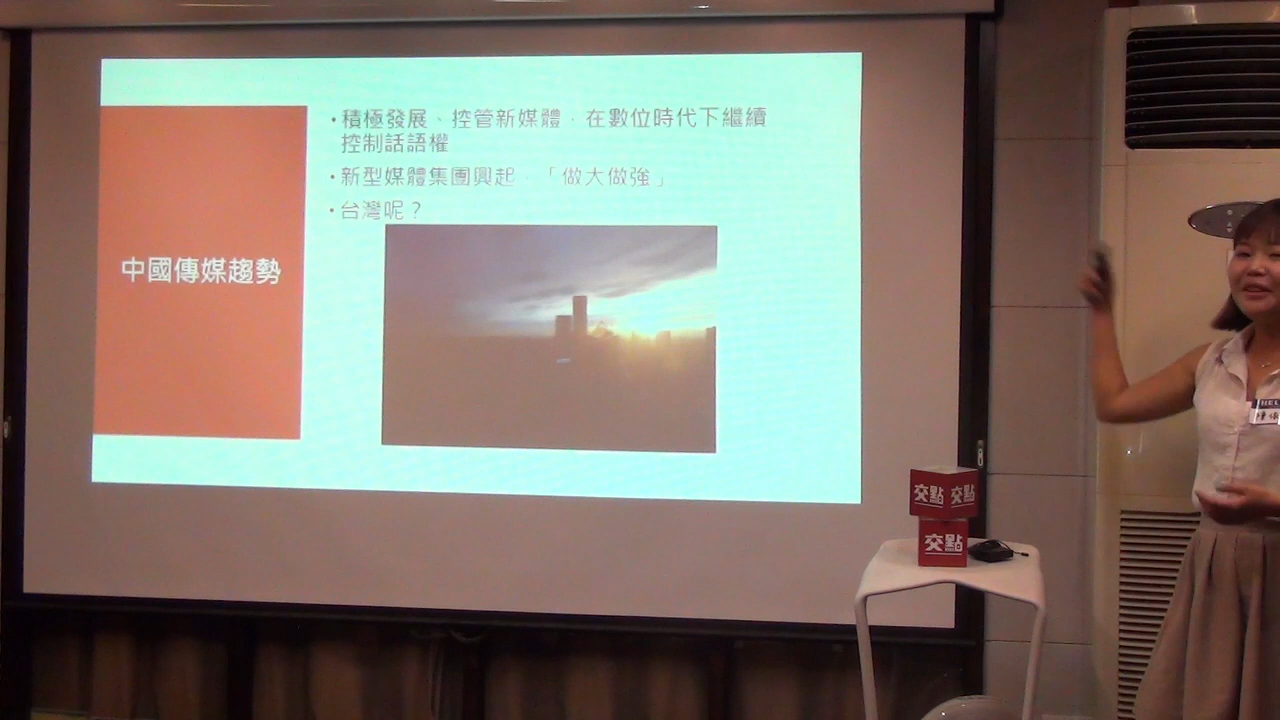 積極發展、控管新媒體，在數位時代下繼續
控制話語權
新型媒體集團興起，「做大做強」
台灣呢？
中國傳媒趨勢
交點 交點
交點
HEL